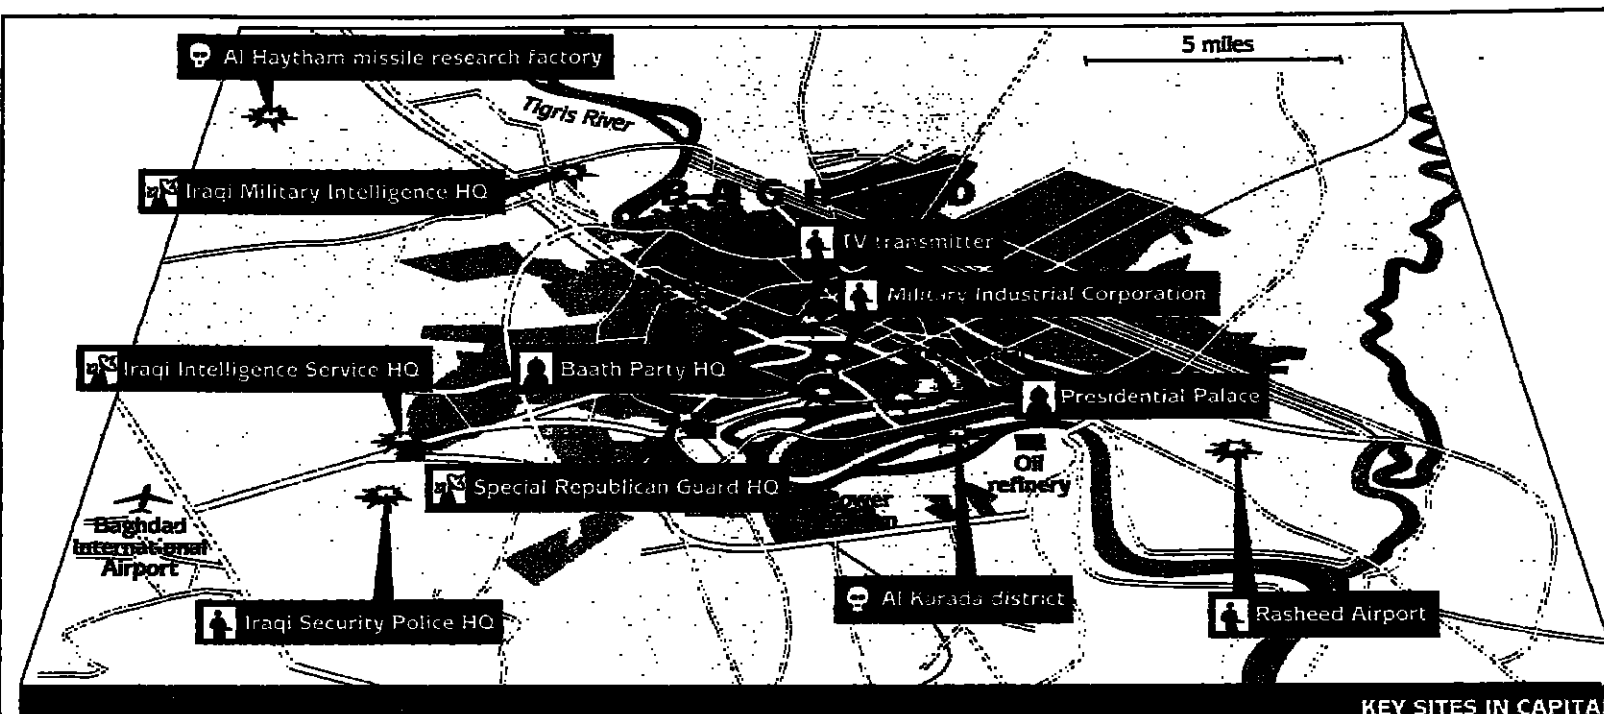 Al Haytham missile research factory
5 miles
Tigris River
Iraqi Military Intelligence HQ
TV transmitter
Military Industrial Corporation
Iraqi Intelligence Service HQ
Baath Party HQ
Presidential Palace
Oil
refinery
Special Republican Guard HQ
Baghdad
International
Airport
Al Karada district
Iraqi Security Police HQ
Rasheed Airport
KEY SITES IN CAPITA